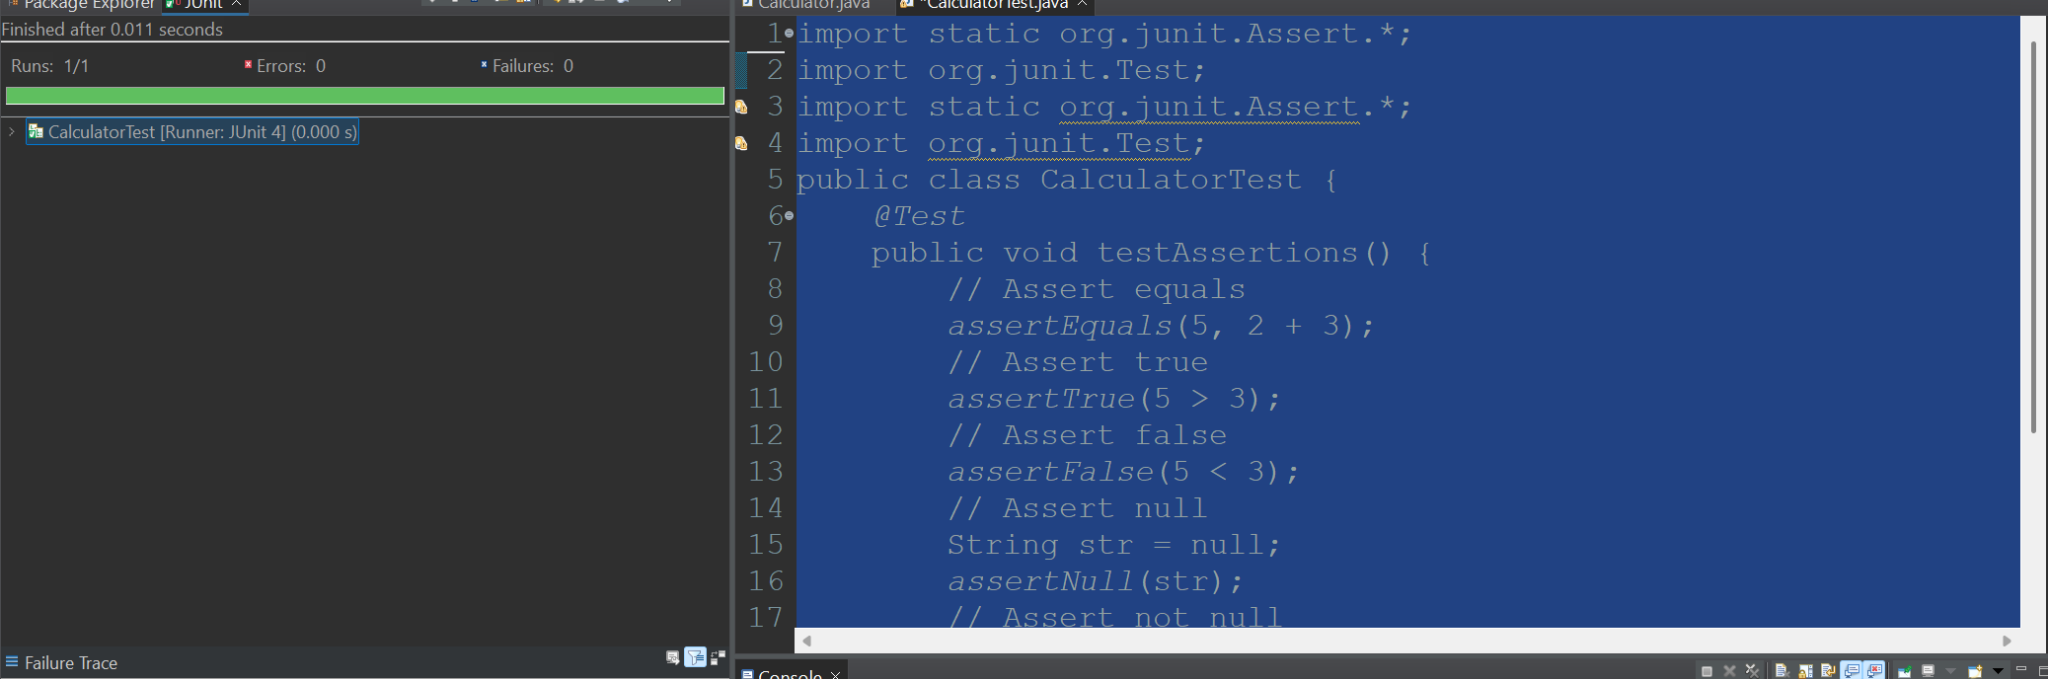 Package Explorer
JUnit
Finished after 0.011 seconds
Runs: 1/1
Errors: 0
Failures: 0
CalculatorTest [Runner: JUnit 4] (0.000 s)
Failure Trace
Calculator.java
*CalculatorTest.java
1 import static org.junit.Assert.*;
2 import org.junit.Test;
3 import static org.junit.Assert.*;
4 import org.junit.Test;
5 public class CalculatorTest {
6 @Test
7 public void testAssertions() {
8 // Assert equals
9 assertEquals(5, 2 + 3);
10 // Assert true
11 assertTrue(5 > 3);
12 // Assert false
13 assertFalse(5 < 3);
14 // Assert null
15 String str = null;
16 assertNull(str);
17 // Assert not null
Console